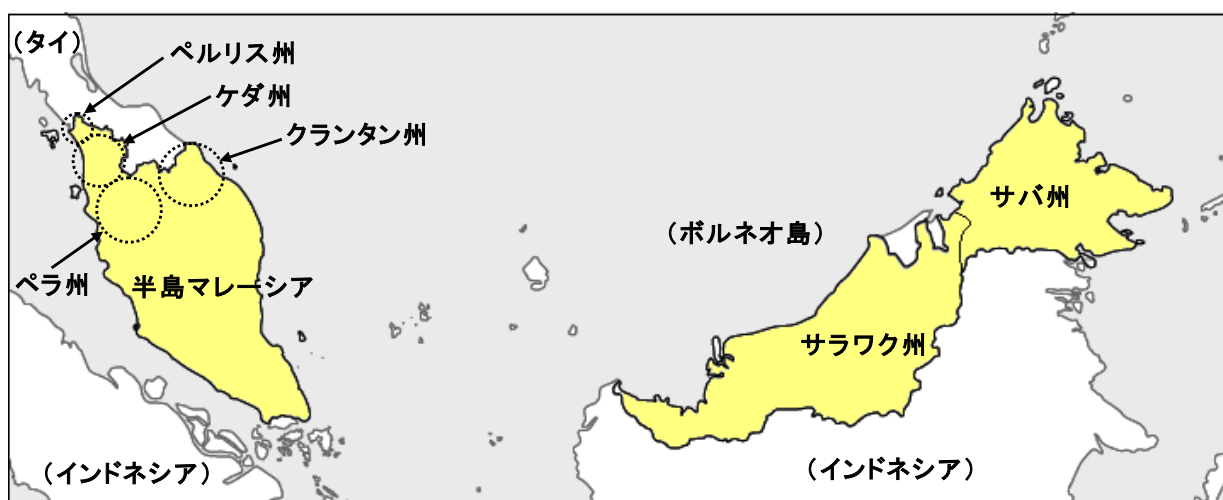 （タイ）
ペルリス州
ケダ州
クランタン州
サバ州
（ボルネオ島）
ペラ州
半島マレーシア
サラワク州
（インドネシア）
（インドネシア）